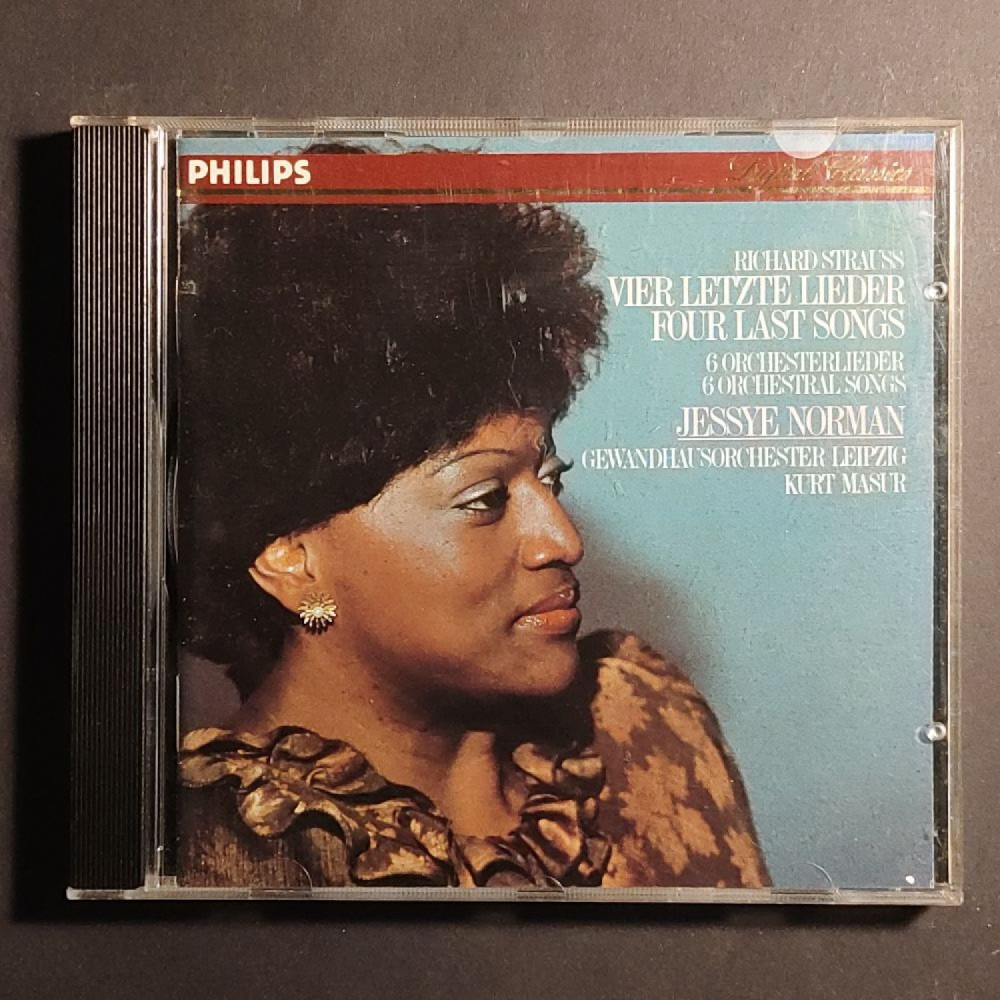 PHILIPS
Digital Classics
RICHARD STRAUSS
VIER LETZTE LIEDER
FOUR LAST SONGS
6 ORCHESTERLIEDER
6 ORCHESTRAL SONGS
JESSYE NORMAN
GEWANDHAUSORCHESTER LEIPZIG
KURT MASUR